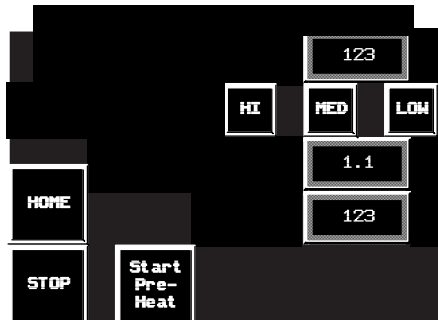 123
HI MED LOW
1.1
HOME
123
STOP
Start
Pre-
Heat